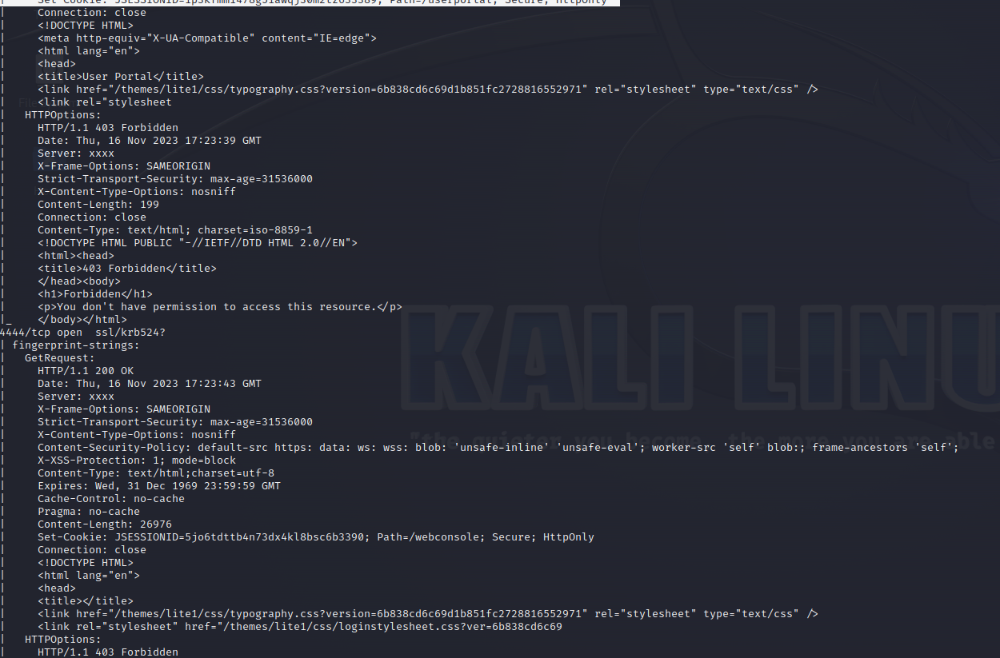 |     Set-Cookie: Path=/userportal; Secure; HttpOnly
|     Connection: close
|     <!DOCTYPE HTML>
|     <meta http-equiv="X-UA-Compatible" content="IE=edge">
|     <html lang="en">
|     <head>
|     <title>User Portal</title>
|     <link href="/themes/lite1/css/typography.css?version=6b838cd6c69d1b851fc2728816552971" rel="stylesheet" type="text/css" />
|     <link rel="stylesheet
|   HTTPOptions:
|     HTTP/1.1 403 Forbidden
|     Date: Thu, 16 Nov 2023 17:23:39 GMT
|     Server: xxxx
|     X-Frame-Options: SAMEORIGIN
|     Strict-Transport-Security: max-age=31536000
|     X-Content-Type-Options: nosniff
|     Content-Length: 199
|     Connection: close
|     Content-Type: text/html; charset=iso-8859-1
|     <!DOCTYPE HTML PUBLIC "-//IETF//DTD HTML 2.0//EN">
|     <html><head>
|     <title>403 Forbidden</title>
|     </head><body>
|     <h1>Forbidden</h1>
|     <p>You don't have permission to access this resource.</p>
|_    </body></html>
4444/tcp open  ssl/krb524?
| fingerprint-strings:
|   GetRequest:
|     HTTP/1.1 200 OK
|     Date: Thu, 16 Nov 2023 17:23:43 GMT
|     Server: xxxx
|     X-Frame-Options: SAMEORIGIN
|     Strict-Transport-Security: max-age=31536000
|     X-Content-Type-Options: nosniff
|     Content-Security-Policy: default-src https: data: ws: wss: blob: 'unsafe-inline' 'unsafe-eval'; worker-src 'self' blob:; frame-ancestors 'self';
|     X-XSS-Protection: 1; mode=block
|     Content-Type: text/html;charset=utf-8
|     Expires: Wed, 31 Dec 1969 23:59:59 GMT
|     Cache-Control: no-cache
|     Pragma: no-cache
|     Content-Length: 26976
|     Set-Cookie: JSESSIONID=5jo6tdttb4n73dx4kl8bsc6b3390; Path=/webconsole; Secure; HttpOnly
|     Connection: close
|     <!DOCTYPE HTML>
|     <html lang="en">
|     <head>
|     <title></title>
|     <link href="/themes/lite1/css/typography.css?version=6b838cd6c69d1b851fc2728816552971" rel="stylesheet" type="text/css" />
|     <link rel="stylesheet" href="/themes/lite1/css/loginstylesheet.css?ver=6b838cd6c69
|   HTTPOptions:
|     HTTP/1.1 403 Forbidden
KALI LINU
"the quieter you become, the more you are able